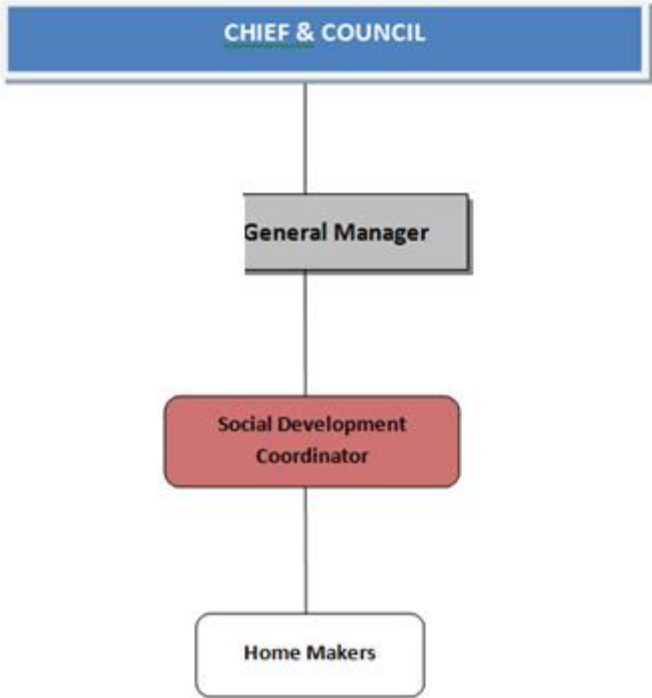 CHIEF & COUNCIL
General Manager
Social Development
Coordinator
Home Makers